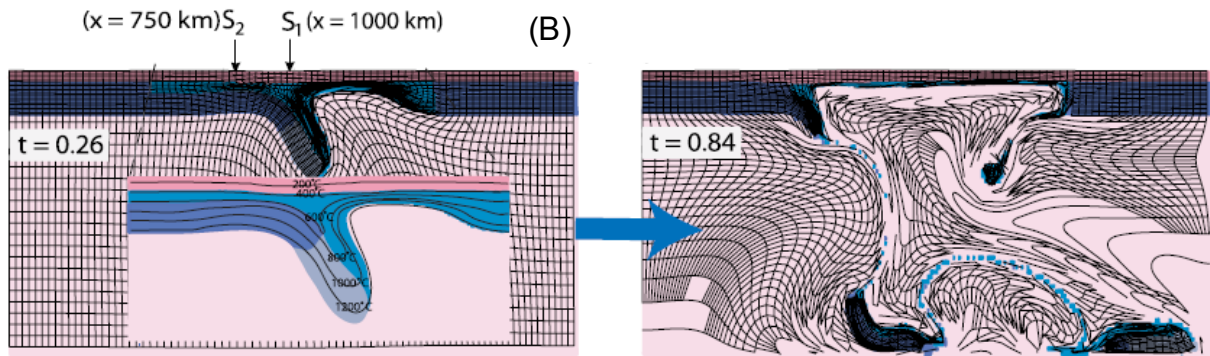 (x = 750 km) S₂ S₁ (x = 1000 km) (B)
t = 0.26
t = 0.84
200°C
400°C
600°C
800°C
1000°C
1200°C